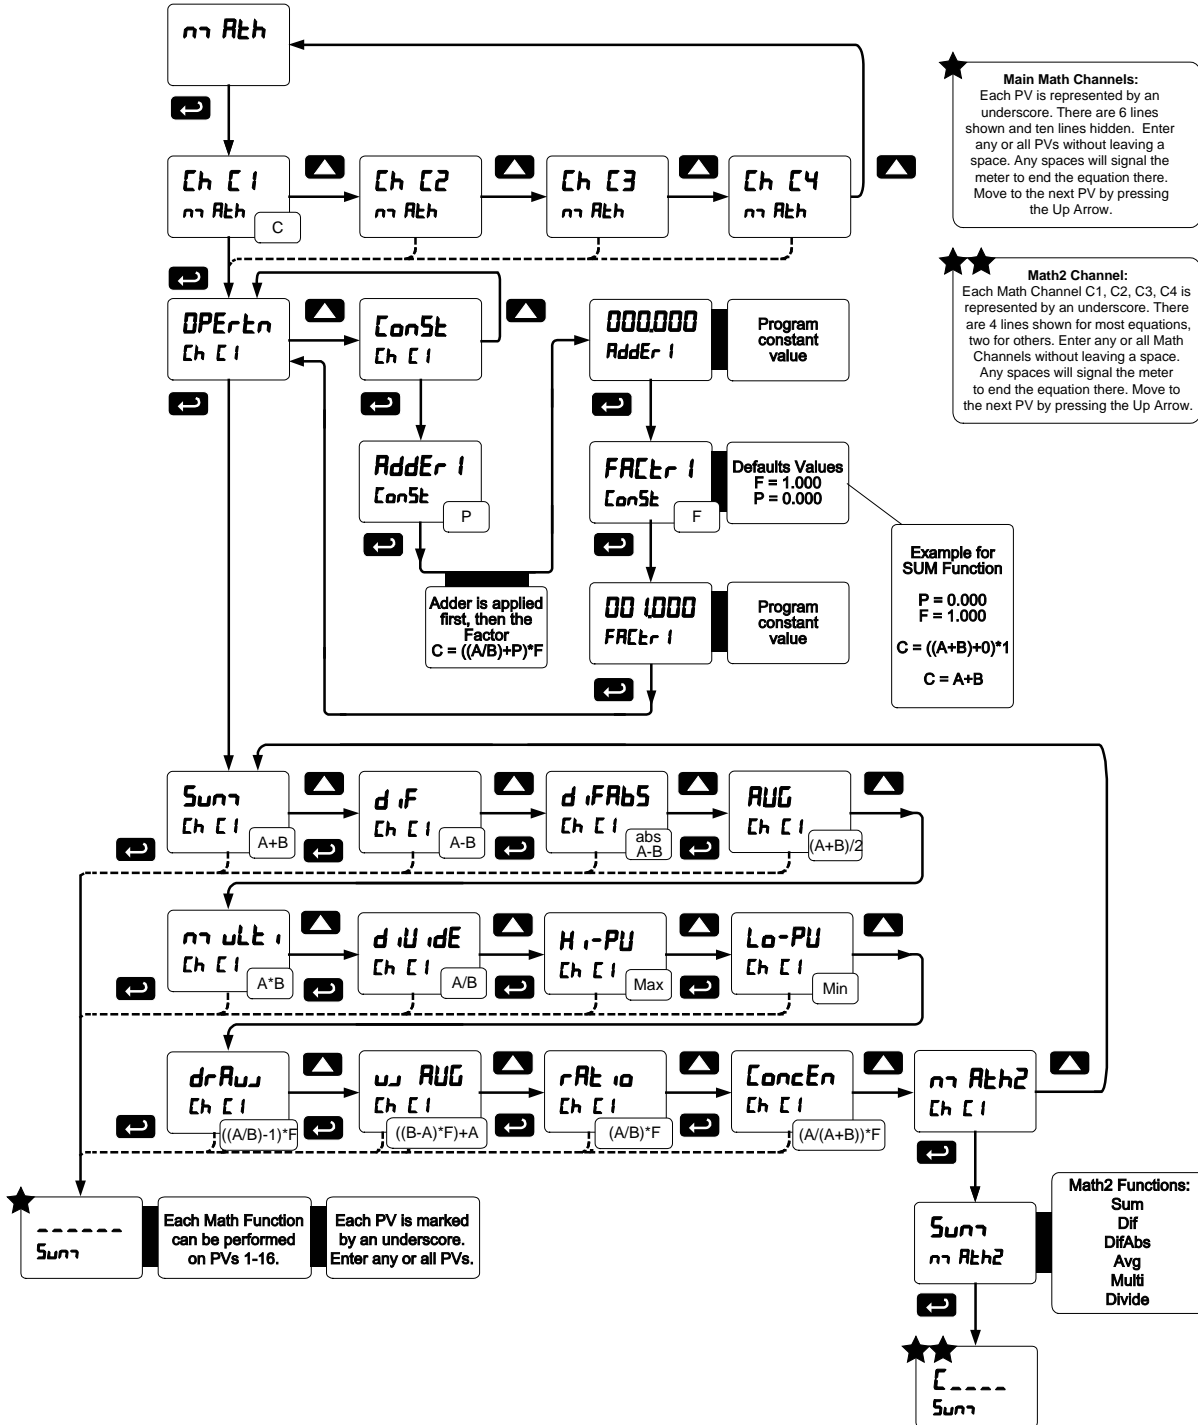 m Ath
Main Math Channels:
Each PV is represented by an
underscore. There are 6 lines
shown and ten lines hidden. Enter
any or all PVs without leaving a
space. Any spaces will signal the
meter to end the equation there.
Move to the next PV by pressing
the Up Arrow.
Ch C1
m Ath
C
Ch C2
m Ath
Ch C3
m Ath
Ch C4
m Ath
Math2 Channel:
Each Math Channel C1, C2, C3, C4 is
represented by an underscore. There
are 4 lines shown for most equations,
two for others. Enter any or all Math
Channels without leaving a space.
Any spaces will signal the meter
to end the equation there. Move to
the next PV by pressing the Up Arrow.
OPErtn
Ch C1
ConSt
Ch C1
000.000
AddEr 1
Program
constant
value
AddEr 1
ConSt
P
FACtr 1
ConSt
F
Defaults Values
F = 1.000
P = 0.000
Adder is applied
first, then the
Factor
C = ((A/B)+P)*F
001.000
FACtr 1
Program
constant
value
Example for
SUM Function
P = 0.000
F = 1.000
C = ((A+B)+0)*1
C = A+B
Sum
Ch C1
A+B
diF
Ch C1
A-B
diFAbS
Ch C1
abs
A-B
AVG
Ch C1
(A+B)/2
muLti
Ch C1
A*B
diVidE
Ch C1
A/B
Hi-PV
Ch C1
Max
Lo-PV
Ch C1
Min
drAw
Ch C1
((A/B)-1)*F
w AVG
Ch C1
((B-A)*F)+A
rAtio
Ch C1
(A/B)*F
ConcEn
Ch C1
(A/(A+B))*F
m Ath2
Ch C1
_ _ _ _ _ _
Sum
Each Math Function
can be performed
on PVs 1-16.
Each PV is marked
by an underscore.
Enter any or all PVs.
Sum
m Ath2
Math2 Functions:
Sum
Dif
DifAbs
Avg
Multi
Divide
C_ _ _ _
Sum